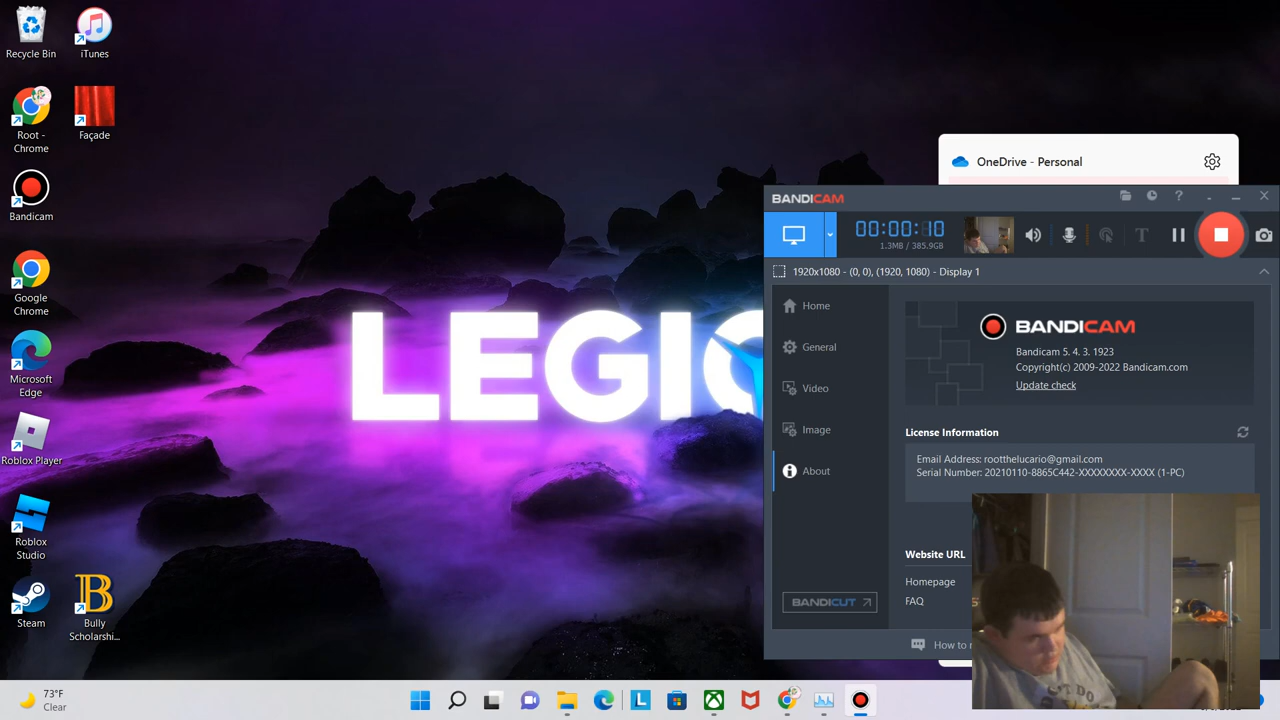 Recycle Bin
iTunes
Root -
Chrome
Façade
Bandicam
Google
Chrome
Microsoft
Edge
Roblox Player
Roblox
Studio
Steam
Bully
Scholarshi...
LEGIO
OneDrive - Personal
BANDICAM
00:00:10
1.3MB / 385.9GB
1920x1080 - (0, 0), (1920, 1080) - Display 1
Home
General
Video
Image
About
BANDICUT
BANDICAM
Bandicam 5. 4. 3. 1923
Copyright(c) 2009-2022 Bandicam.com
Update check
License Information
Email Address: rootthelucario@gmail.com
Serial Number: 20210110-8865C442-XXXXXXXX-XXXX (1-PC)
Website URL
Homepage
FAQ
How to
73°F
Clear